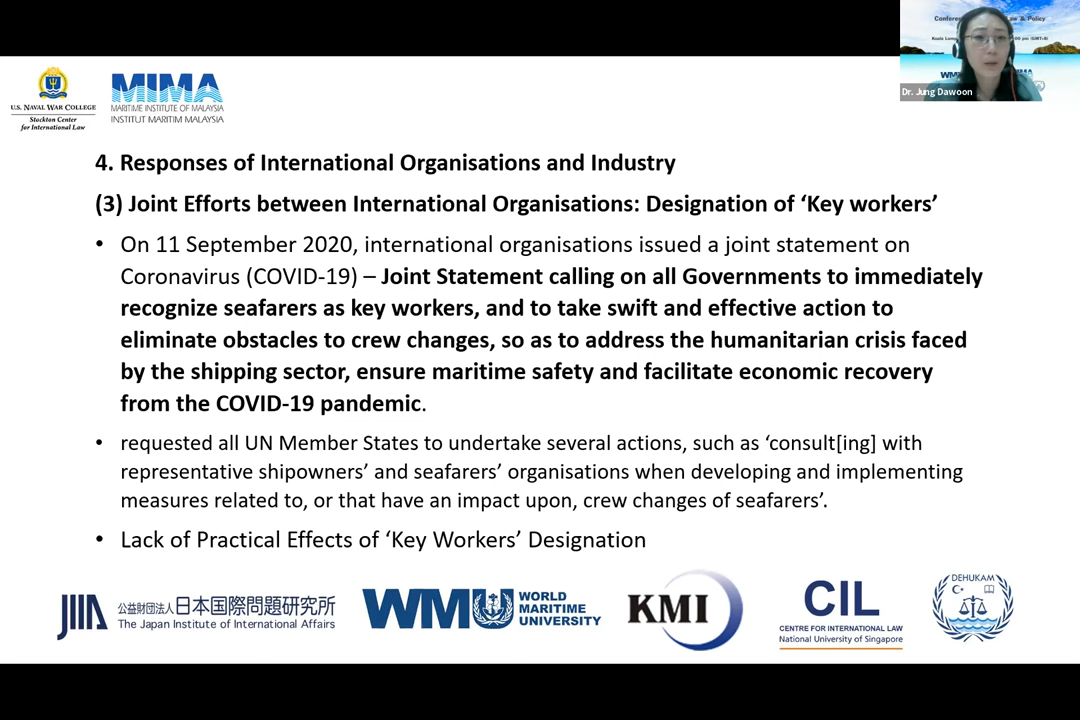 U.S. NAVAL WAR COLLEGE
Stockton Center
for International Law
MIMA
MARITIME INSTITUTE OF MALAYSIA
INSTITUT MARITIM MALAYSIA
& Policy
Dr. Jung Dawoon
4. Responses of International Organisations and Industry
(3) Joint Efforts between International Organisations: Designation of ‘Key workers’
• On 11 September 2020, international organisations issued a joint statement on
Coronavirus (COVID-19) – Joint Statement calling on all Governments to immediately
recognize seafarers as key workers, and to take swift and effective action to
eliminate obstacles to crew changes, so as to address the humanitarian crisis faced
by the shipping sector, ensure maritime safety and facilitate economic recovery
from the COVID-19 pandemic.
• requested all UN Member States to undertake several actions, such as ‘consult[ing] with
representative shipowners’ and seafarers’ organisations when developing and implementing
measures related to, or that have an impact upon, crew changes of seafarers’.
• Lack of Practical Effects of ‘Key Workers’ Designation
JIIA
公益財団法人日本国際問題研究所
The Japan Institute of International Affairs
WMU
WORLD
MARITIME
UNIVERSITY
KMI
CIL
CENTRE FOR INTERNATIONAL LAW
National University of Singapore
DEHUKAM